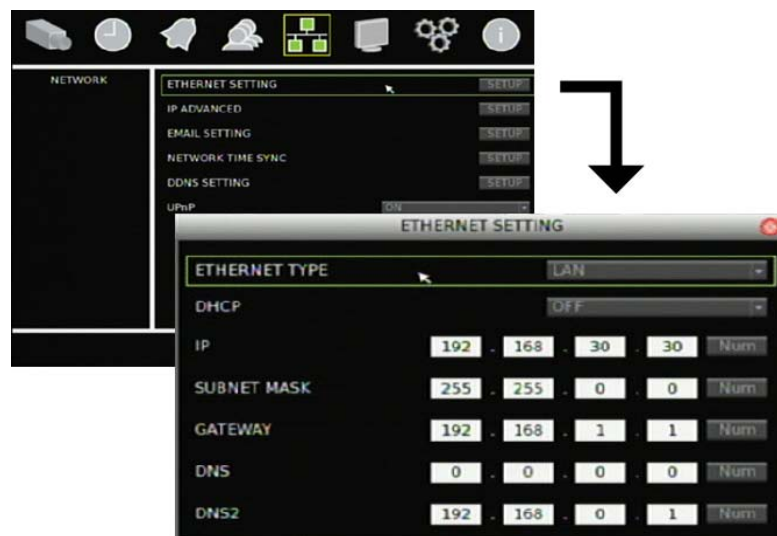 NETWORK
ETHERNET SETTING SETUP
IP ADVANCED SETUP
EMAIL SETTING SETUP
NETWORK TIME SYNC SETUP
DDNS SETTING SETUP
UPnP ON
ETHERNET SETTING
ETHERNET TYPE LAN
DHCP OFF
IP 192 . 168 . 30 . 30 Num
SUBNET MASK 255 . 255 . 0 . 0 Num
GATEWAY 192 . 168 . 1 . 1 Num
DNS 0 . 0 . 0 . 0 Num
DNS2 192 . 168 . 0 . 1 Num